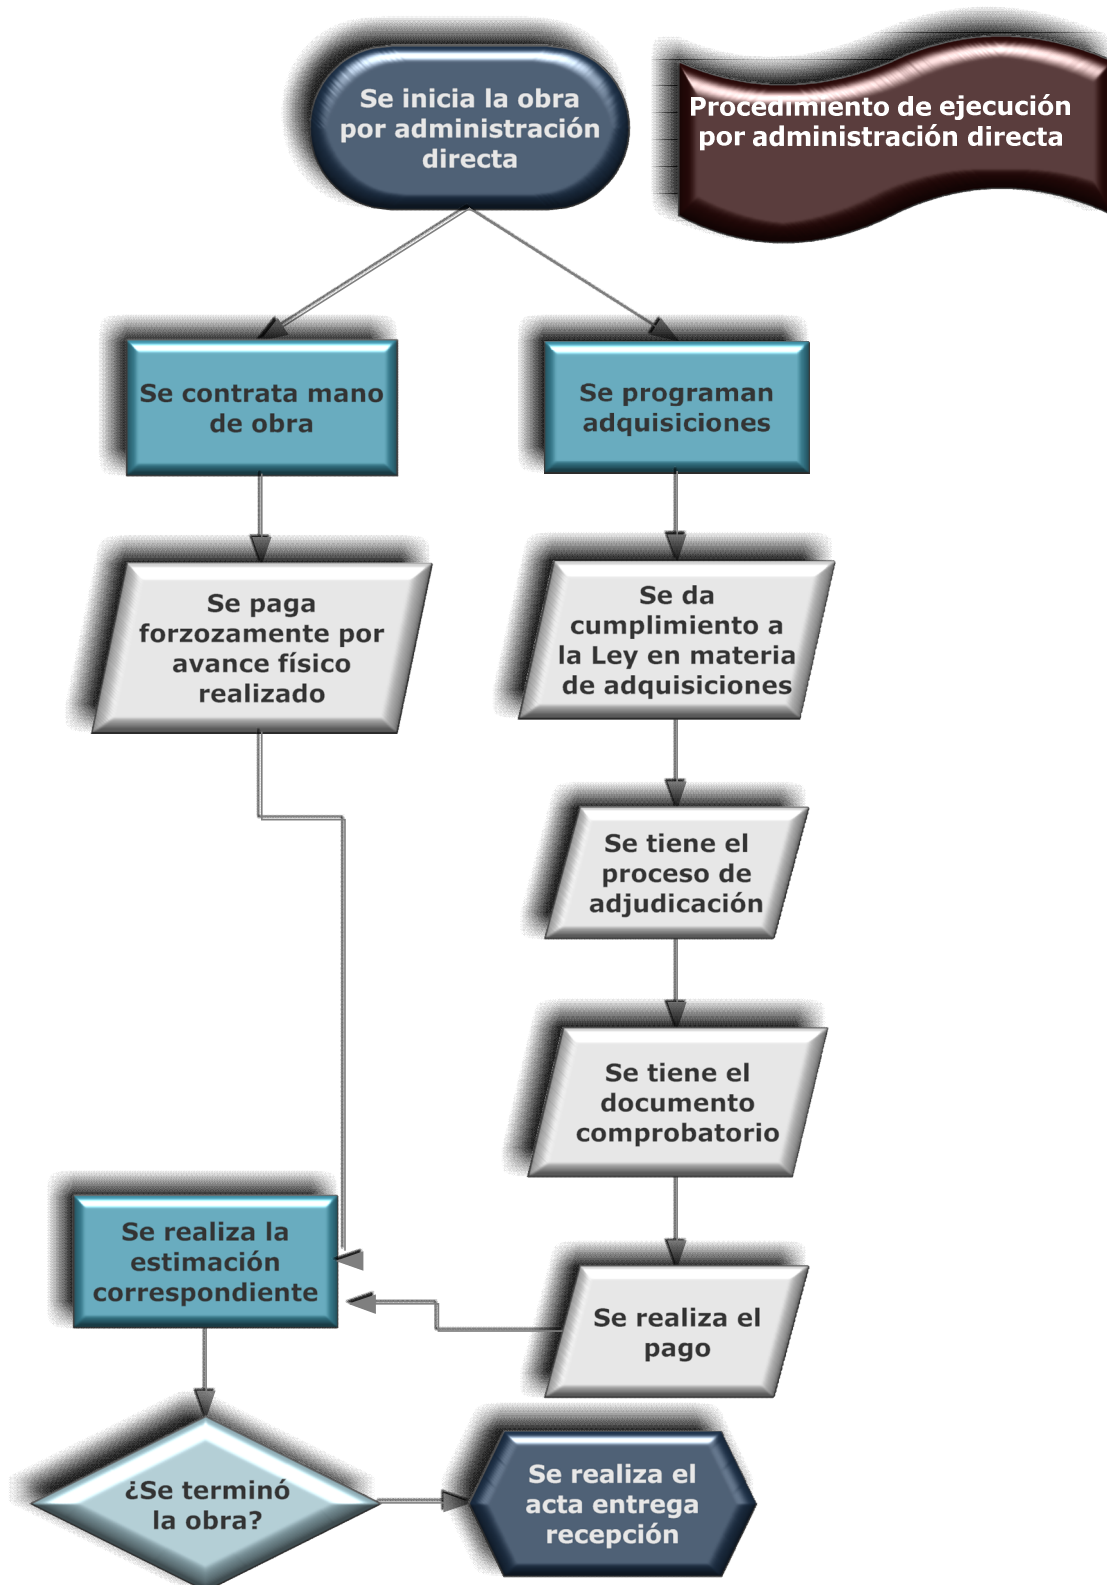 Se inicia la obra
por administración
directa
Procedimiento de ejecución
por administración directa
Se contrata mano
de obra
Se programan
adquisiciones
Se paga
forzozamente por
avance físico
realizado
Se da
cumplimiento a
la Ley en materia
de adquisiciones
Se tiene el
proceso de
adjudicación
Se tiene el
documento
comprobatorio
Se realiza la
estimación
correspondiente
Se realiza el
pago
¿Se terminó
la obra?
Se realiza el
acta entrega
recepción